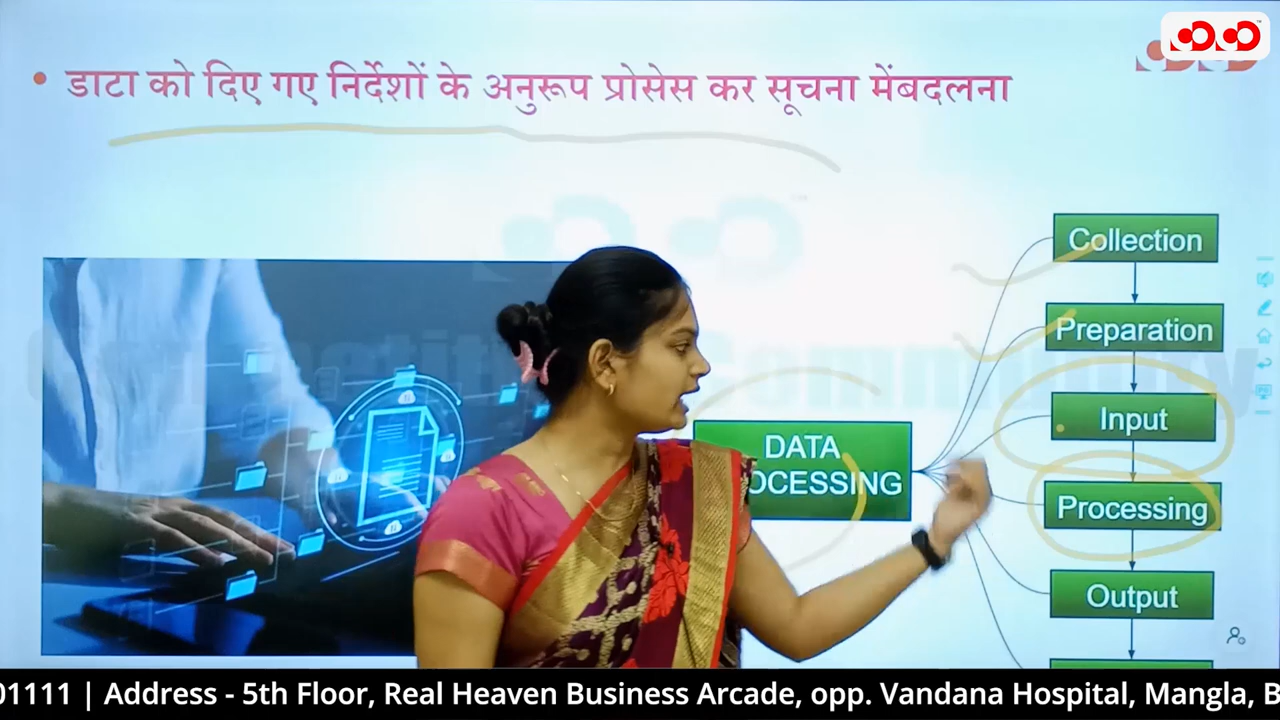 • डाटा को दिए गए निर्देशों के अनुरूप प्रोसेस कर सूचना मेंबदलना
Collection
Preparation
Input
DATA
OCESSING
Processing
Output
01111 | Address - 5th Floor, Real Heaven Business Arcade, opp. Vandana Hospital, Mangla, B